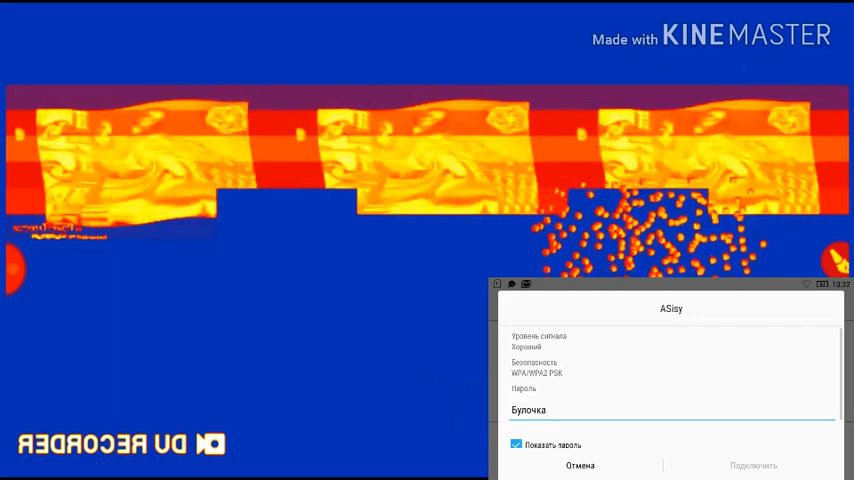 Made with KINEMASTER
DU RECORDER
10:32
ASisy
Уровень сигнала
Хороший
Безопасность
WPA/WPA2 PSK
Пароль
Булочка
Показать пароль
Отмена
Подключить